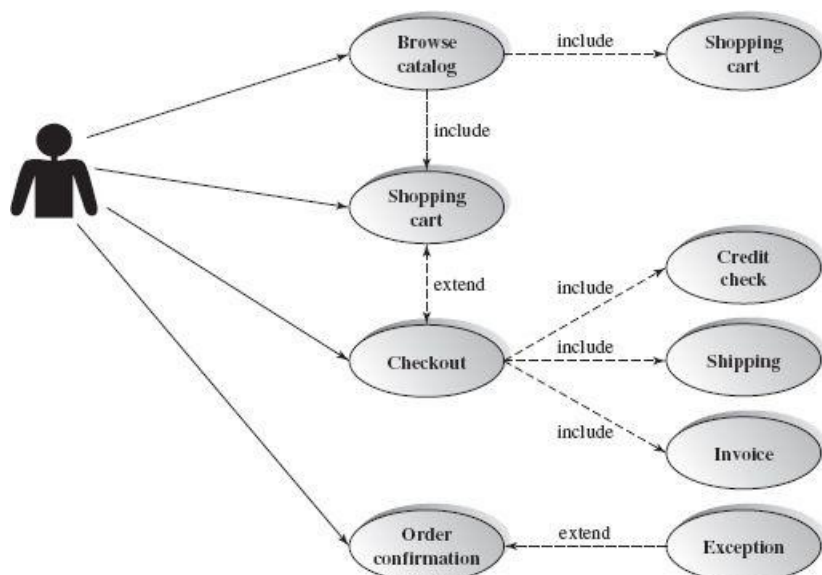 Browse
catalog
include
Shopping
cart
include
Shopping
cart
extend
Credit
check
include
Checkout
include
Shipping
include
Invoice
Order
confirmation
extend
Exception